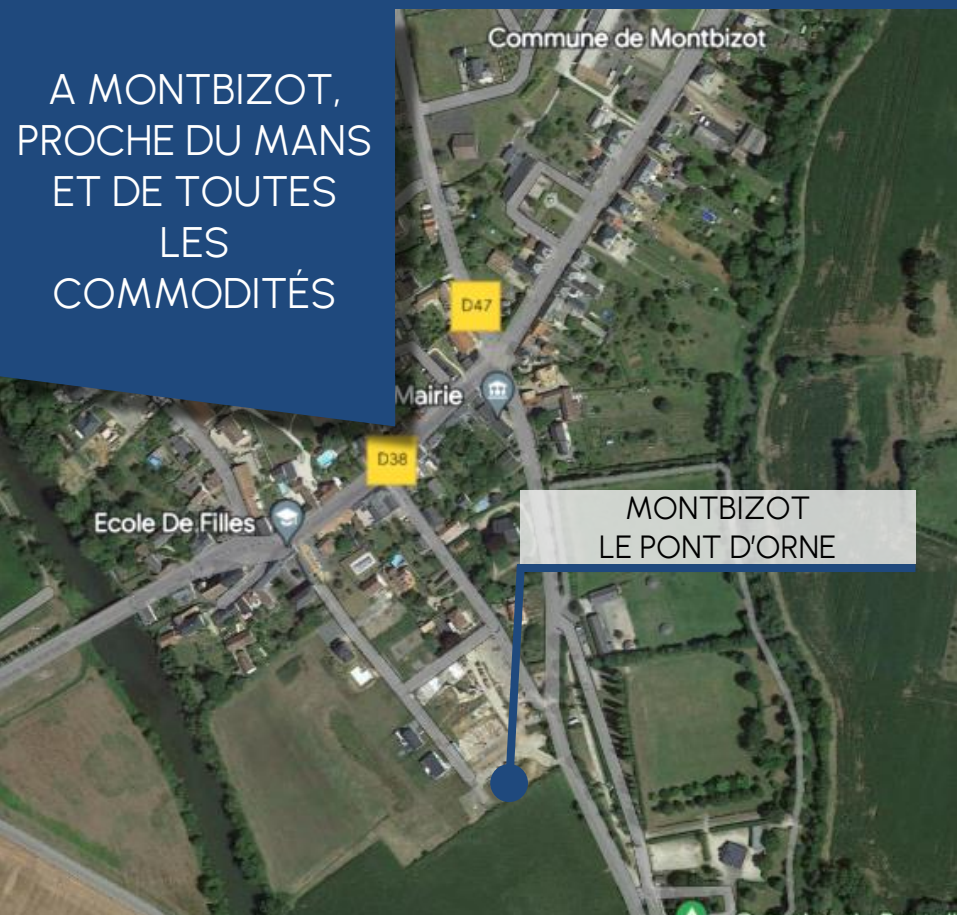 A MONTBIZOT,
PROCHE DU MANS
ET DE TOUTES
LES
COMMODITÉS
Commune de Montbizot
D47
Mairie
D38
Ecole De Filles
MONTBIZOT
LE PONT D'ORNE